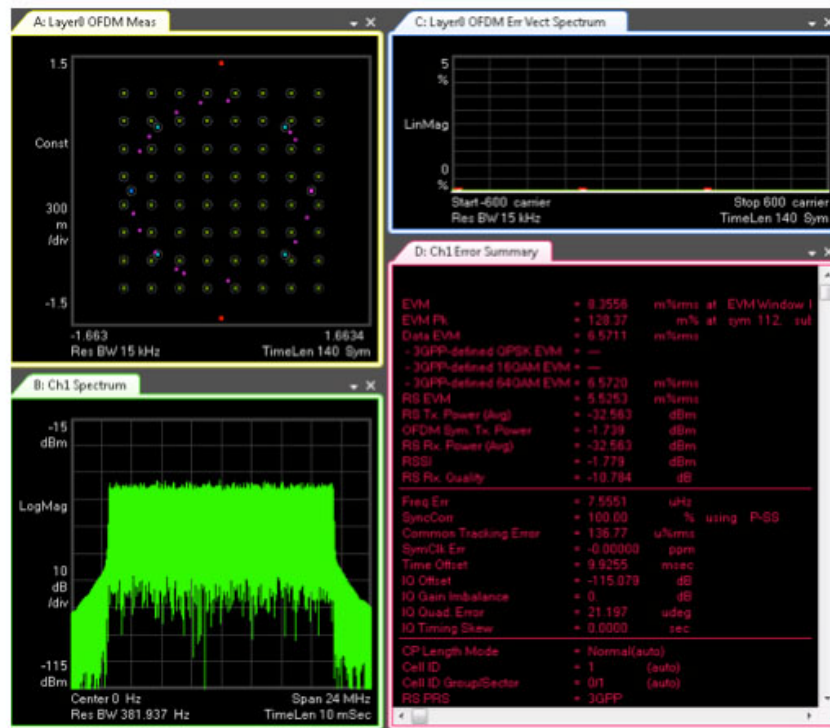 A: Layer0 OFDM Meas
1.5
Const
300
m
/div
-1.5
-1.663
1.6634
Res BW 15 kHz
TimeLen 140 Sym
B: Ch1 Spectrum
-15
dBm
LogMag
10
dB
/div
-115
dBm
Center 0 Hz
Span 24 MHz
Res BW 381.937 Hz
TimeLen 10 mSec
C: Layer0 OFDM Err Vect Spectrum
5
%
LinMag
0
%
Start -600 carrier
Stop 600 carrier
Res BW 15 kHz
TimeLen 140 Sym
D: Ch1 Error Summary
EVM = 8.3556 m%rms at EVMWindow
EVM Pk = 128.37 m% at sym 112, sub
Data EVM = 6.5711 m%rms
- 3GPP-defined QPSK EVM = ---
- 3GPP-defined 16QAM EVM = ---
- 3GPP-defined 64QAM EVM = 6.5720 m%rms
RS EVM = 5.5253 m%rms
RS Tx. Power (Avg) = -32.563 dBm
OFDM Sym. Tx. Power = -1.739 dBm
RS Rx. Power (Avg) = -32.563 dBm
RSSI = -1.779 dBm
RS Rx. Quality = -10.784 dB
Freq Err = 7.5551 uHz
SyncCorr = 100.00 % using P-SS
Common Tracking Error = 136.77 u%rms
SymClk Err = -0.00000 ppm
Time Offset = 9.9255 msec
IQ Offset = -115.079 dB
IQ Gain Imbalance = 0. dB
IQ Quad. Error = 21.197 udeg
IQ Timing Skew = 0.0000 sec
CP Length Mode = Normal(auto)
Cell ID = 1 (auto)
Cell ID Group/Sector = 0/1 (auto)
RS PRS = 3GPP